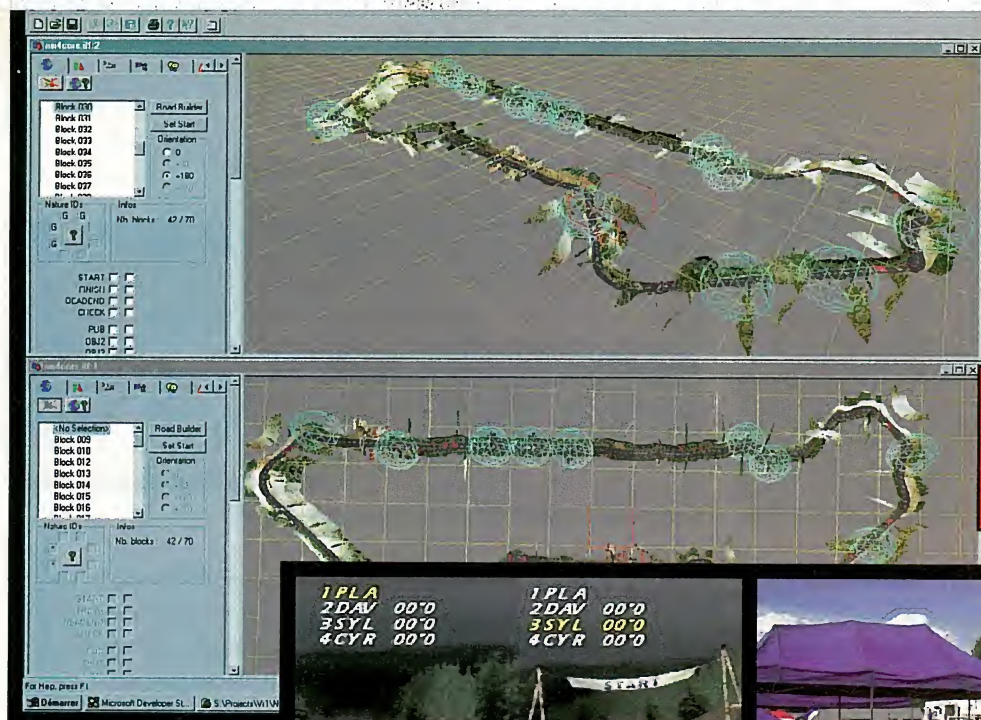 Block 030
Block 031
Block 032
Block 033
Block 034
Block 035
Block 036
Block 037
Road Builder
Set Start
Orientation
0
+180
Nature IDs
G G
G
G
?
Infos
Nb. blocks 42 / 70
START
FINISH
DEADEND
CHECK
PUB
OBJ2
<No Selection>
Block 009
Block 010
Block 012
Block 013
Block 014
Block 015
Block 016
Road Builder
Set Start
Orientation
Nature IDs
?
Infos
Nb. blocks 42 / 70
START
CHECK
For Help, press F1
Démarrer
Microsoft Developer St...
1 PLA
2 DAV 00"0
3 SYL 00"0
4 CYR 00"0
1 PLA
2 DAV 00"0
3 SYL 00"0
4 CYR 00"0
START